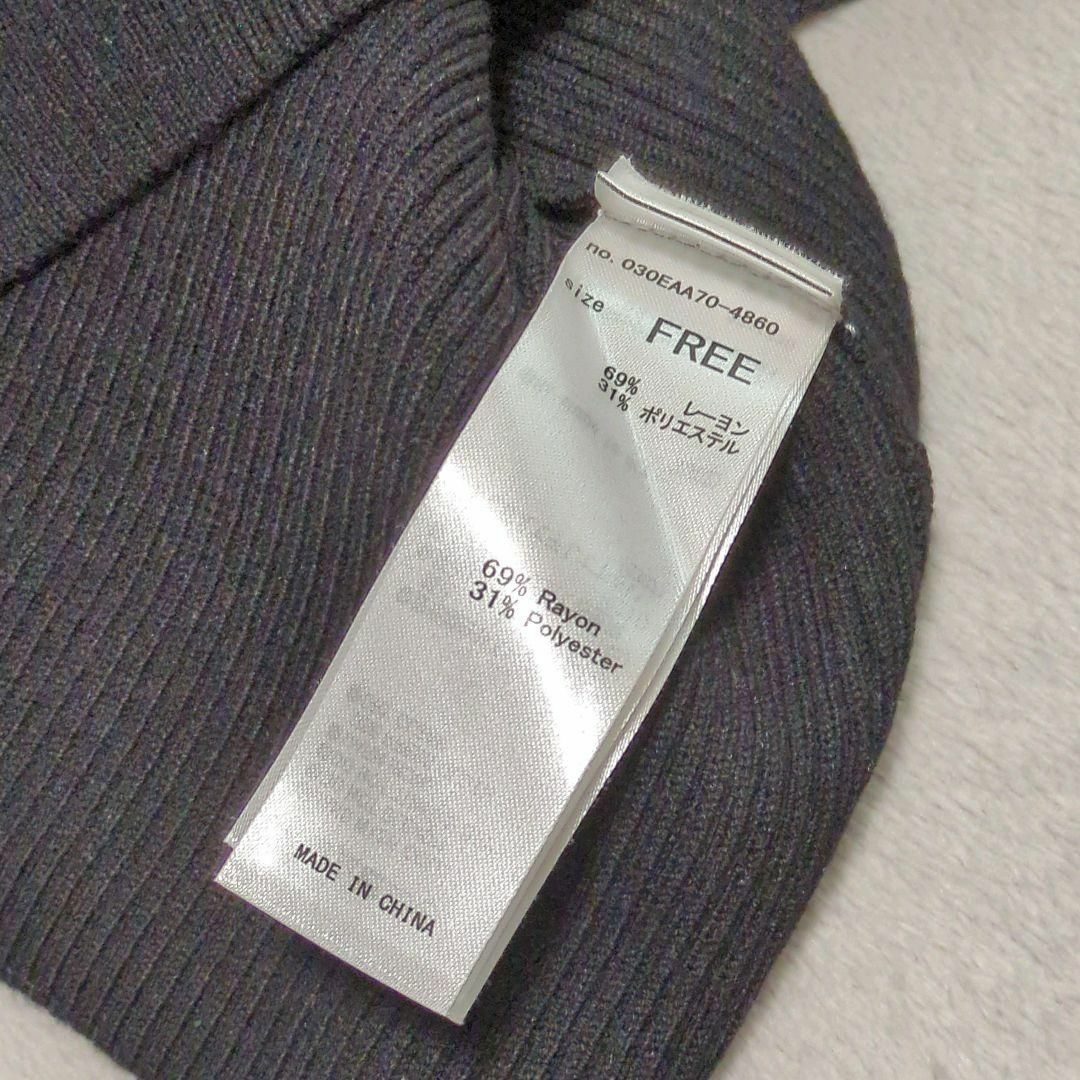 no. 030EAA70-4860
size FREE
69% レーヨン
31% ポリエステル
69% Rayon
31% Polyester
MADE IN CHINA